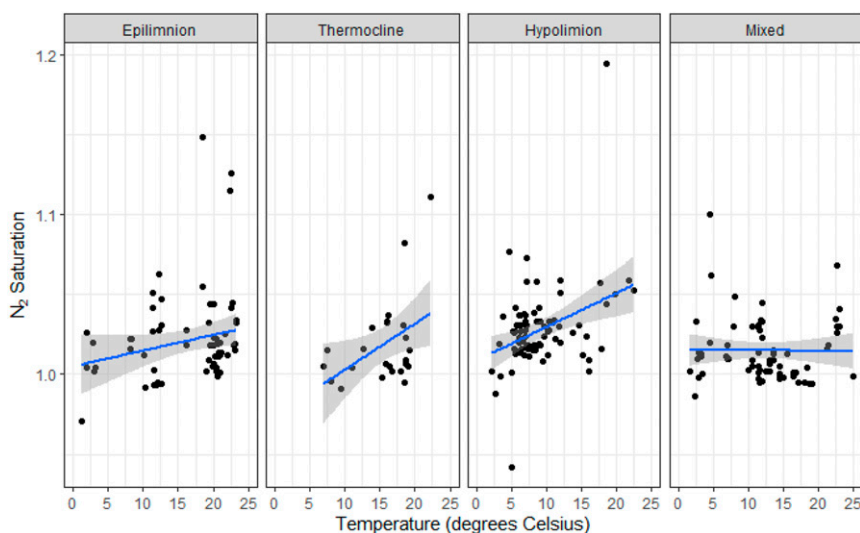 Epilimnion Thermocline Hypolimion Mixed
1.2
1.1
1.0
N₂ Saturation
0 5 10 15 20 25 0 5 10 15 20 25 0 5 10 15 20 25 0 5 10 15 20 25
Temperature (degrees Celsius)